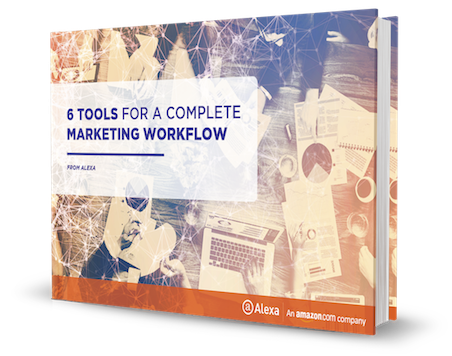 6 TOOLS FOR A COMPLETE
MARKETING WORKFLOW
FROM ALEXA
a Alexa An amazon.com company